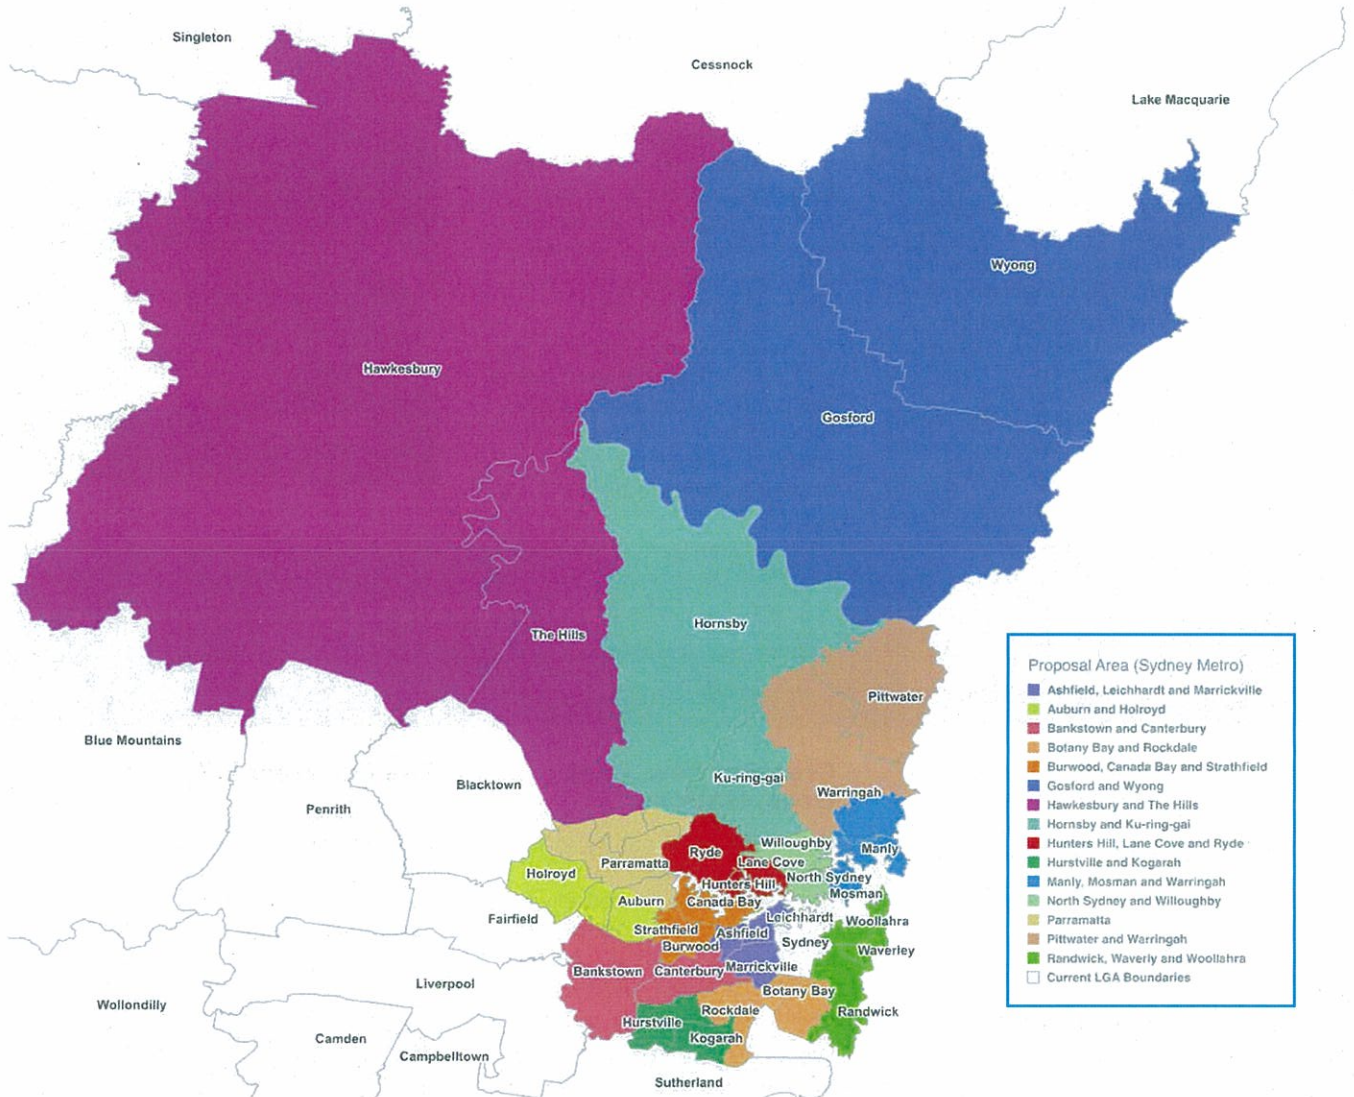 Singleton
Cessnock
Lake Macquarie
Wyong
Hawkesbury
Gosford
The Hills
Hornsby
Pittwater
Blue Mountains
Blacktown
Ku-ring-gai
Warringah
Penrith
Willoughby
Manly
Ryde
Parramatta
Lane Cove
Holroyd
North Sydney
Hunters Hill
Mosman
Auburn
Canada Bay
Fairfield
Leichhardt
Woollahra
Strathfield
Ashfield
Burwood
Sydney
Waverley
Bankstown
Canterbury
Marrickville
Liverpool
Botany Bay
Wollondilly
Rockdale
Randwick
Hurstville
Camden
Kogarah
Campbelltown
Sutherland
Proposal Area (Sydney Metro)
Ashfield, Leichhardt and Marrickville
Auburn and Holroyd
Bankstown and Canterbury
Botany Bay and Rockdale
Burwood, Canada Bay and Strathfield
Gosford and Wyong
Hawkesbury and The Hills
Hornsby and Ku-ring-gai
Hunters Hill, Lane Cove and Ryde
Hurstville and Kogarah
Manly, Mosman and Warringah
North Sydney and Willoughby
Parramatta
Pittwater and Warringah
Randwick, Waverly and Woollahra
Current LGA Boundaries